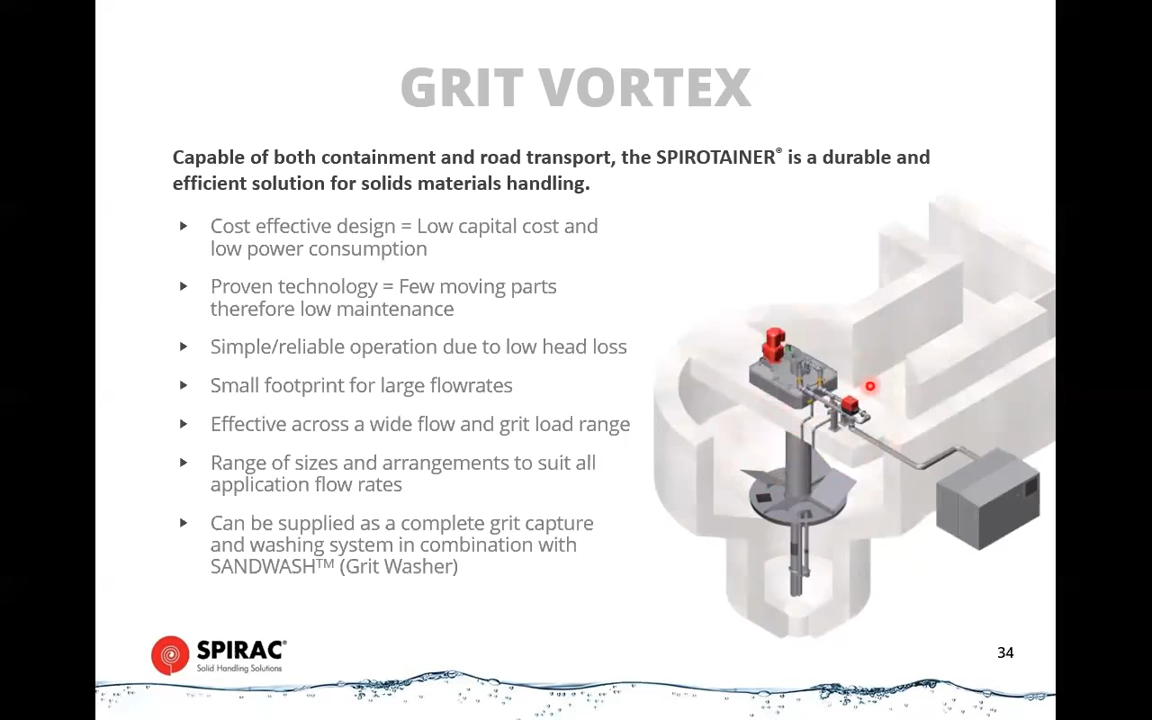 GRIT VORTEX
Capable of both containment and road transport, the SPIROTAINER® is a durable and
efficient solution for solids materials handling.
Cost effective design = Low capital cost and
low power consumption
Proven technology = Few moving parts
therefore low maintenance
Simple/reliable operation due to low head loss
Small footprint for large flowrates
Effective across a wide flow and grit load range
Range of sizes and arrangements to suit all
application flow rates
Can be supplied as a complete grit capture
and washing system in combination with
SANDWASH™ (Grit Washer)
SPIRAC®
Solid Handling Solutions
34